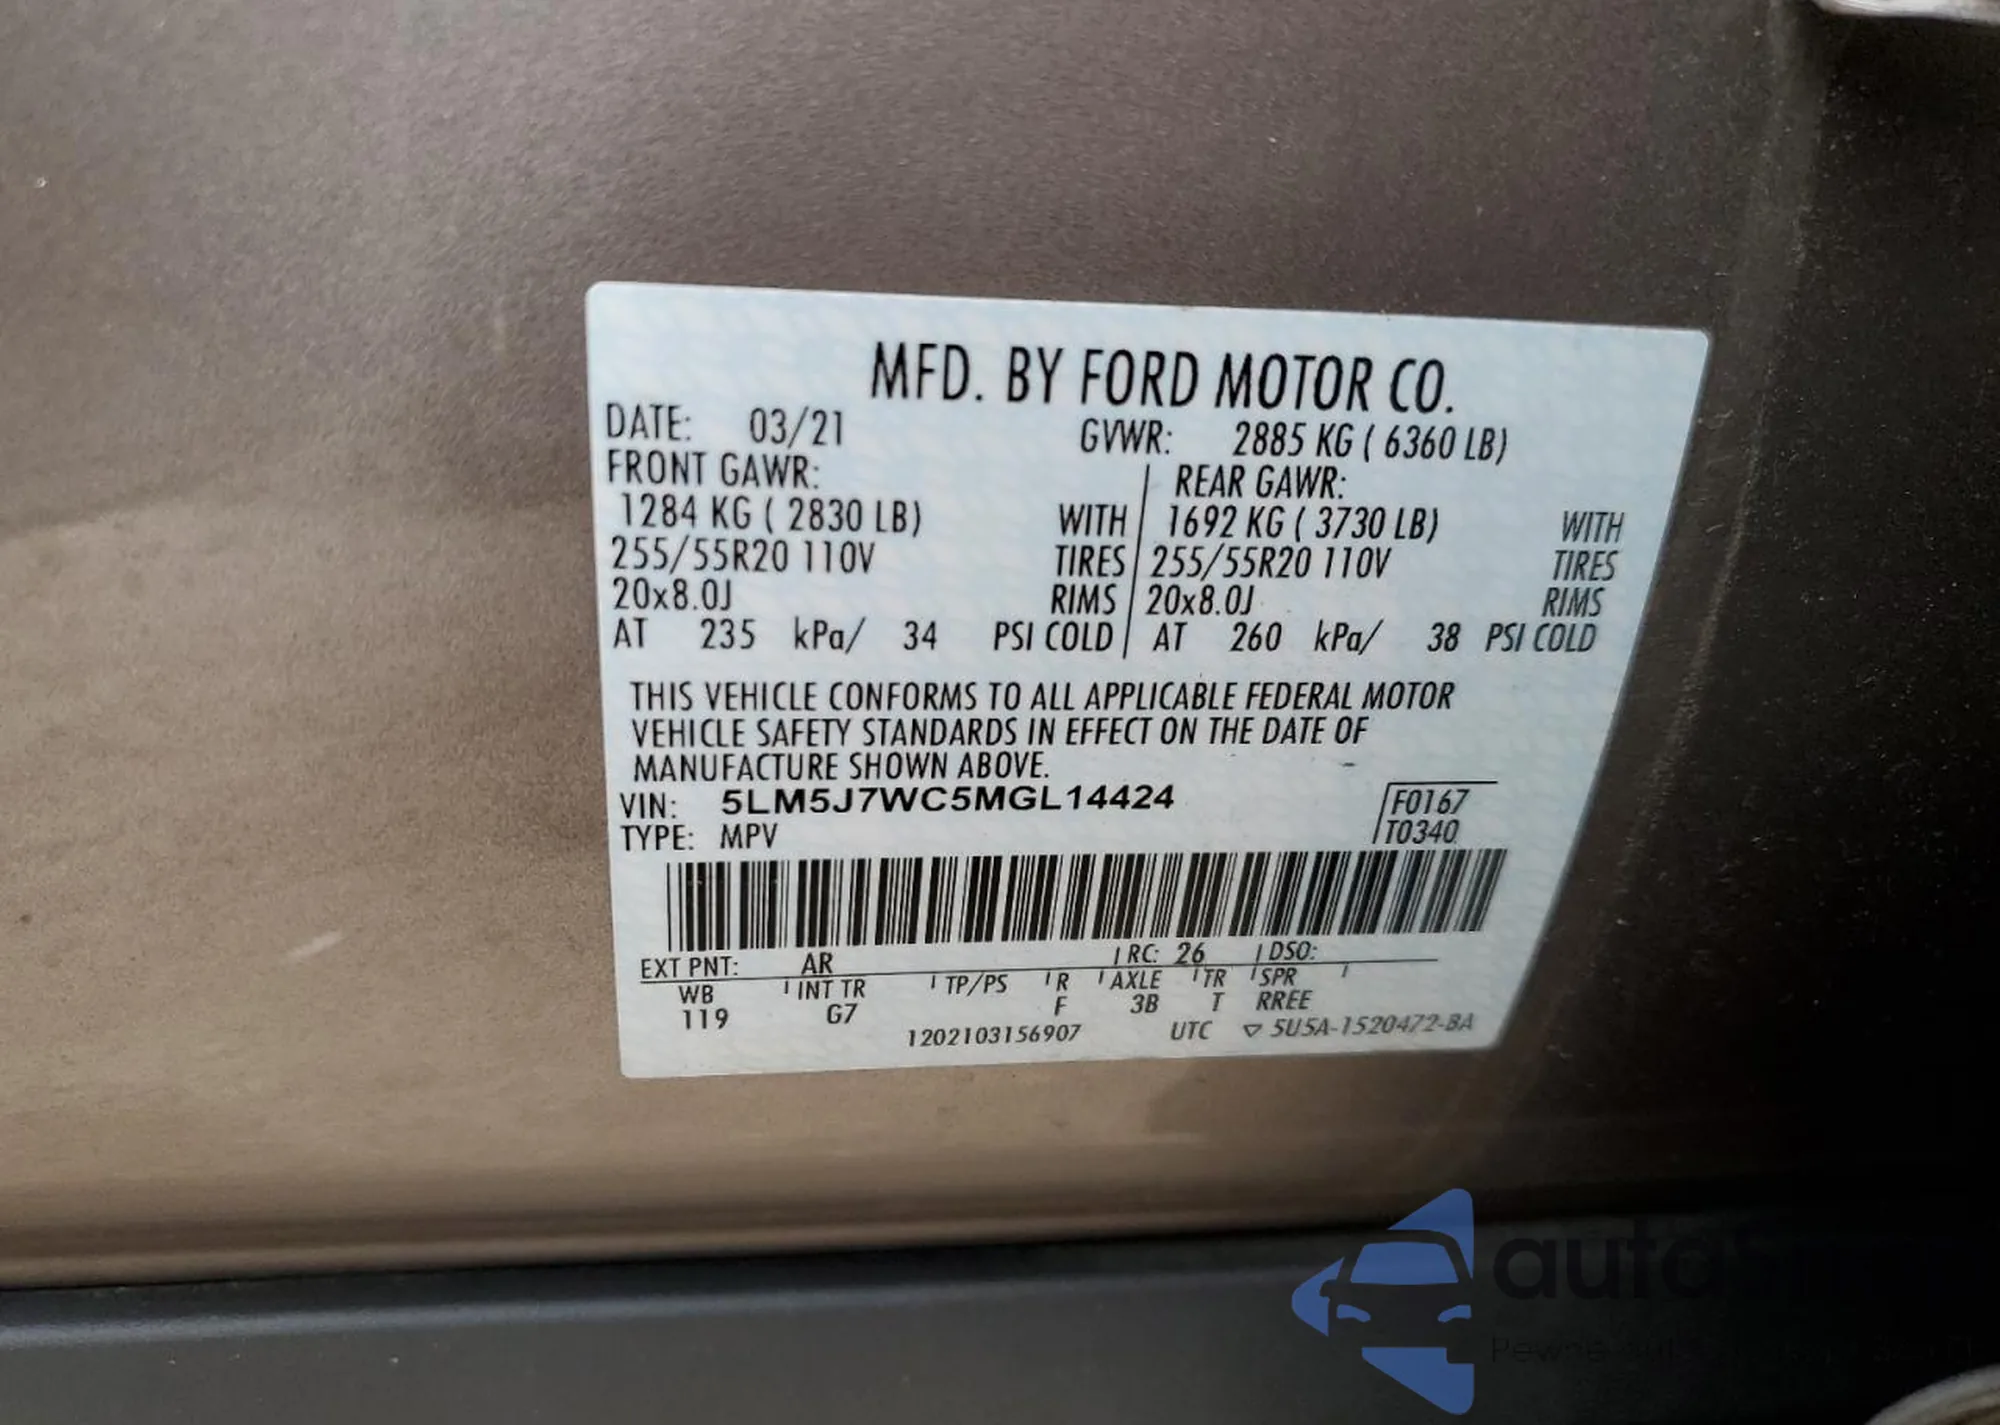 MFD. BY FORD MOTOR CO.
DATE: 03/21 GVWR: 2885 KG ( 6360 LB)
FRONT GAWR: REAR GAWR:
1284 KG ( 2830 LB) WITH 1692 KG ( 3730 LB) WITH
255/55R20 110V TIRES 255/55R20 110V TIRES
20x8.0J RIMS 20x8.0J RIMS
AT 235 kPa/ 34 PSI COLD AT 260 kPa/ 38 PSI COLD
THIS VEHICLE CONFORMS TO ALL APPLICABLE FEDERAL MOTOR
VEHICLE SAFETY STANDARDS IN EFFECT ON THE DATE OF
MANUFACTURE SHOWN ABOVE.
VIN: 5LM5J7WC5MGL14424 F0167
TYPE: MPV T0340
EXT PNT: AR RC: 26 DSO:
WB INT TR TP/PS R AXLE TR SPR
119 G7 F 3B T RREE
1202103156907 UTC ▽ 5U5A-1520472-BA